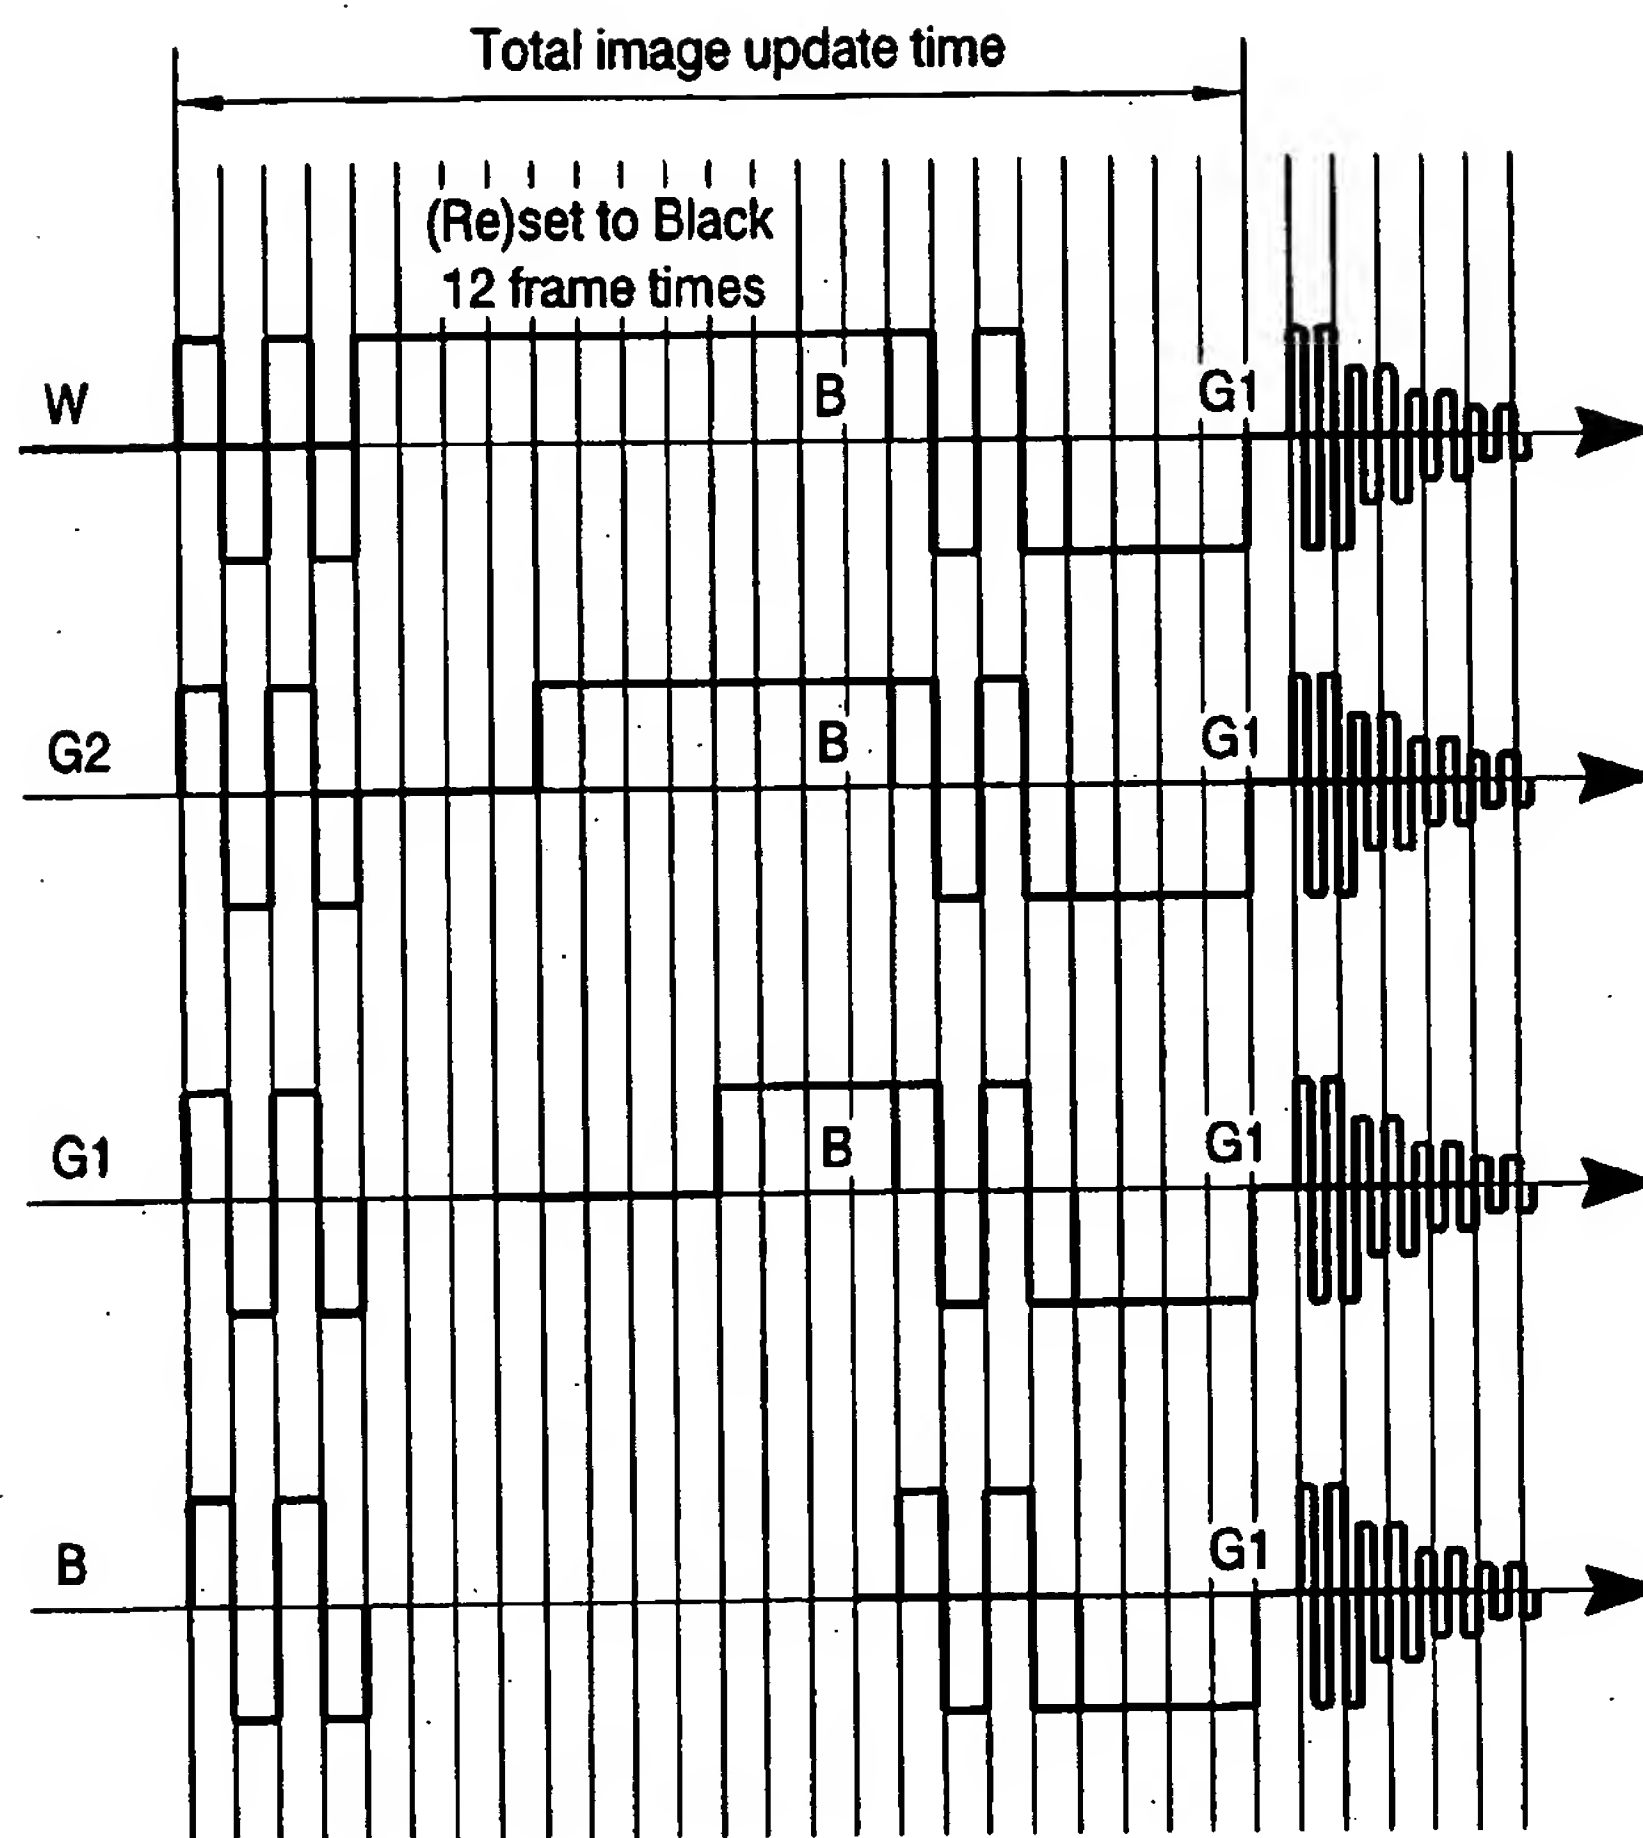 Total image update time
(Re)set to Black
12 frame times
W B G1
G2 B G1
G1 B G1
B G1